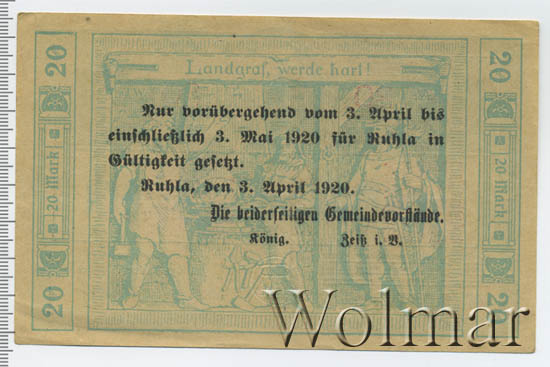 Landgraf, werde hart!
20
20 Mark
20
Nur vorübergehend vom 3. April bis
einschließlich 3. Mai 1920 für Ruhla in
Gültigkeit gesetzt.
Ruhla, den 3. April 1920.
Die beiderseitigen Gemeindevorstände.
König. Zeiß i. V.
20
20 Mark
20
Wolmar